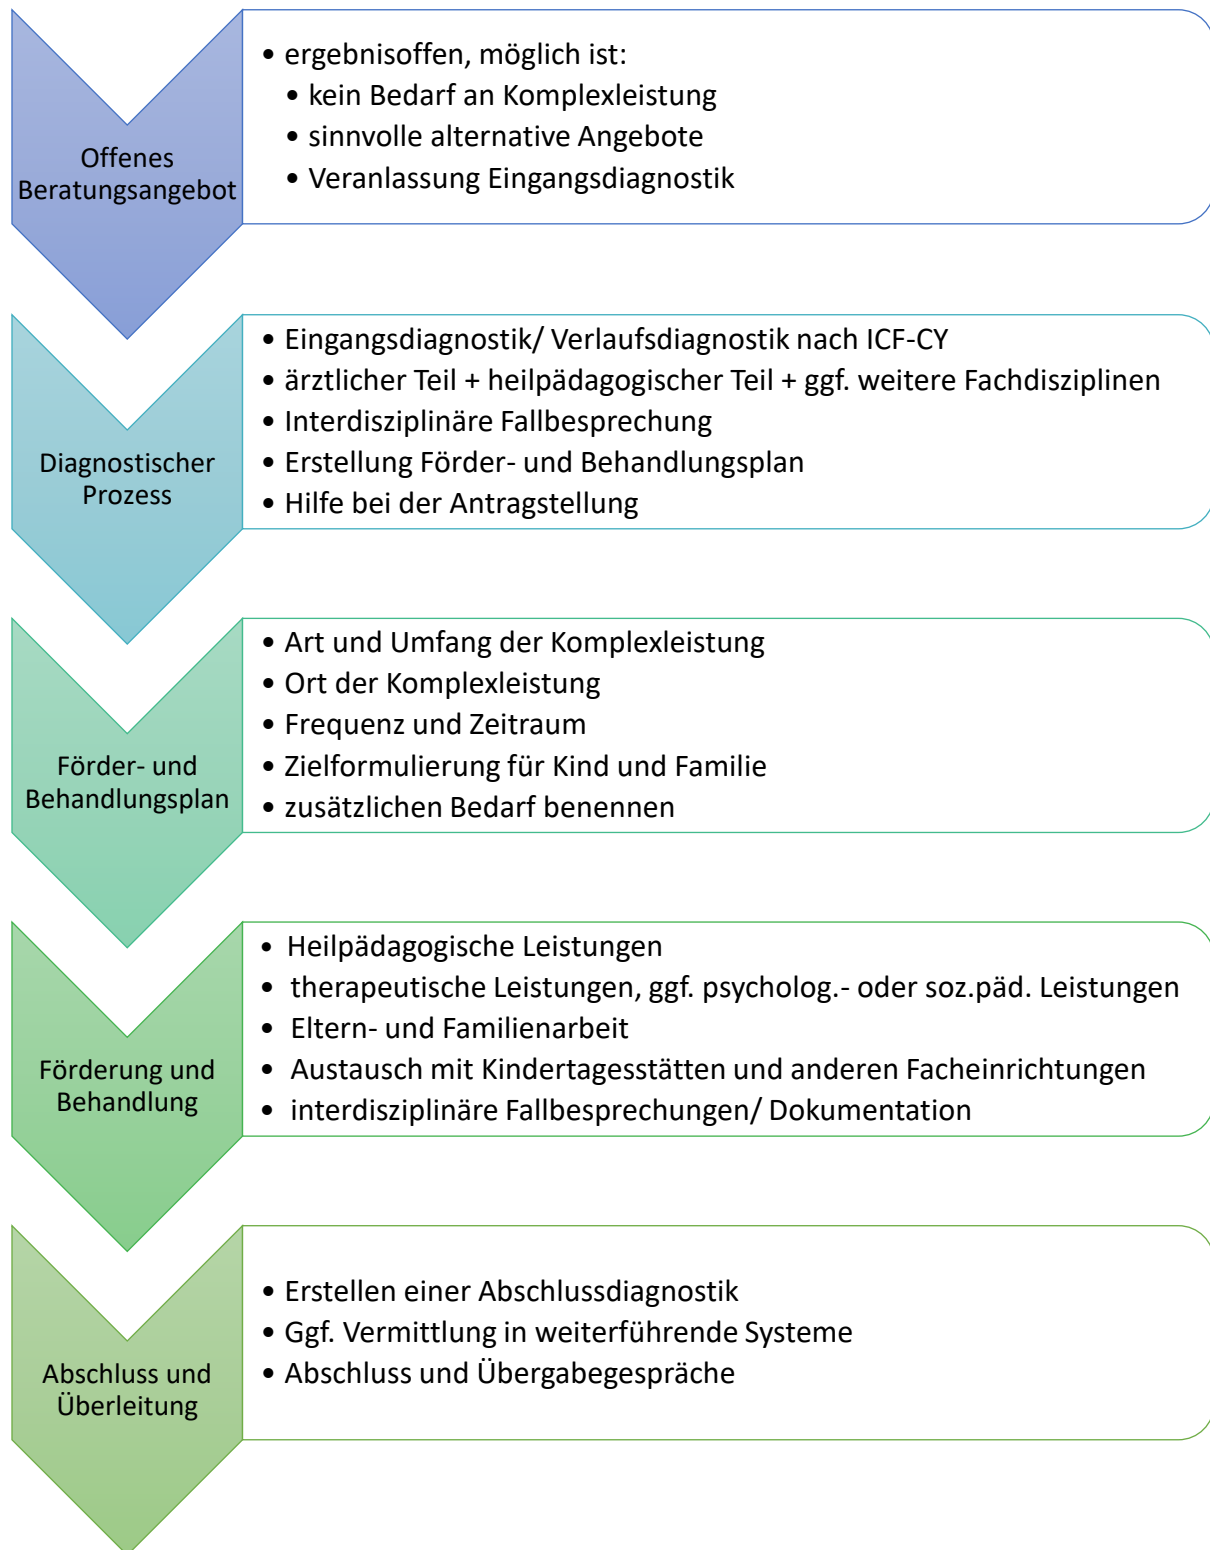 Offenes
Beratungsangebot
• ergebnisoffen, möglich ist:
• kein Bedarf an Komplexleistung
• sinnvolle alternative Angebote
• Veranlassung Eingangsdiagnostik
Diagnostischer
Prozess
• Eingangsdiagnostik/ Verlaufsdiagnostik nach ICF-CY
• ärztlicher Teil + heilpädagogischer Teil + ggf. weitere Fachdisziplinen
• Interdisziplinäre Fallbesprechung
• Erstellung Förder- und Behandlungsplan
• Hilfe bei der Antragstellung
Förder- und
Behandlungsplan
• Art und Umfang der Komplexleistung
• Ort der Komplexleistung
• Frequenz und Zeitraum
• Zielformulierung für Kind und Familie
• zusätzlichen Bedarf benennen
Förderung und
Behandlung
• Heilpädagogische Leistungen
• therapeutische Leistungen, ggf. psycholog.- oder soz.päd. Leistungen
• Eltern- und Familienarbeit
• Austausch mit Kindertagesstätten und anderen Facheinrichtungen
• interdisziplinäre Fallbesprechungen/ Dokumentation
Abschluss und
Überleitung
• Erstellen einer Abschlussdiagnostik
• Ggf. Vermittlung in weiterführende Systeme
• Abschluss und Übergabegespräche